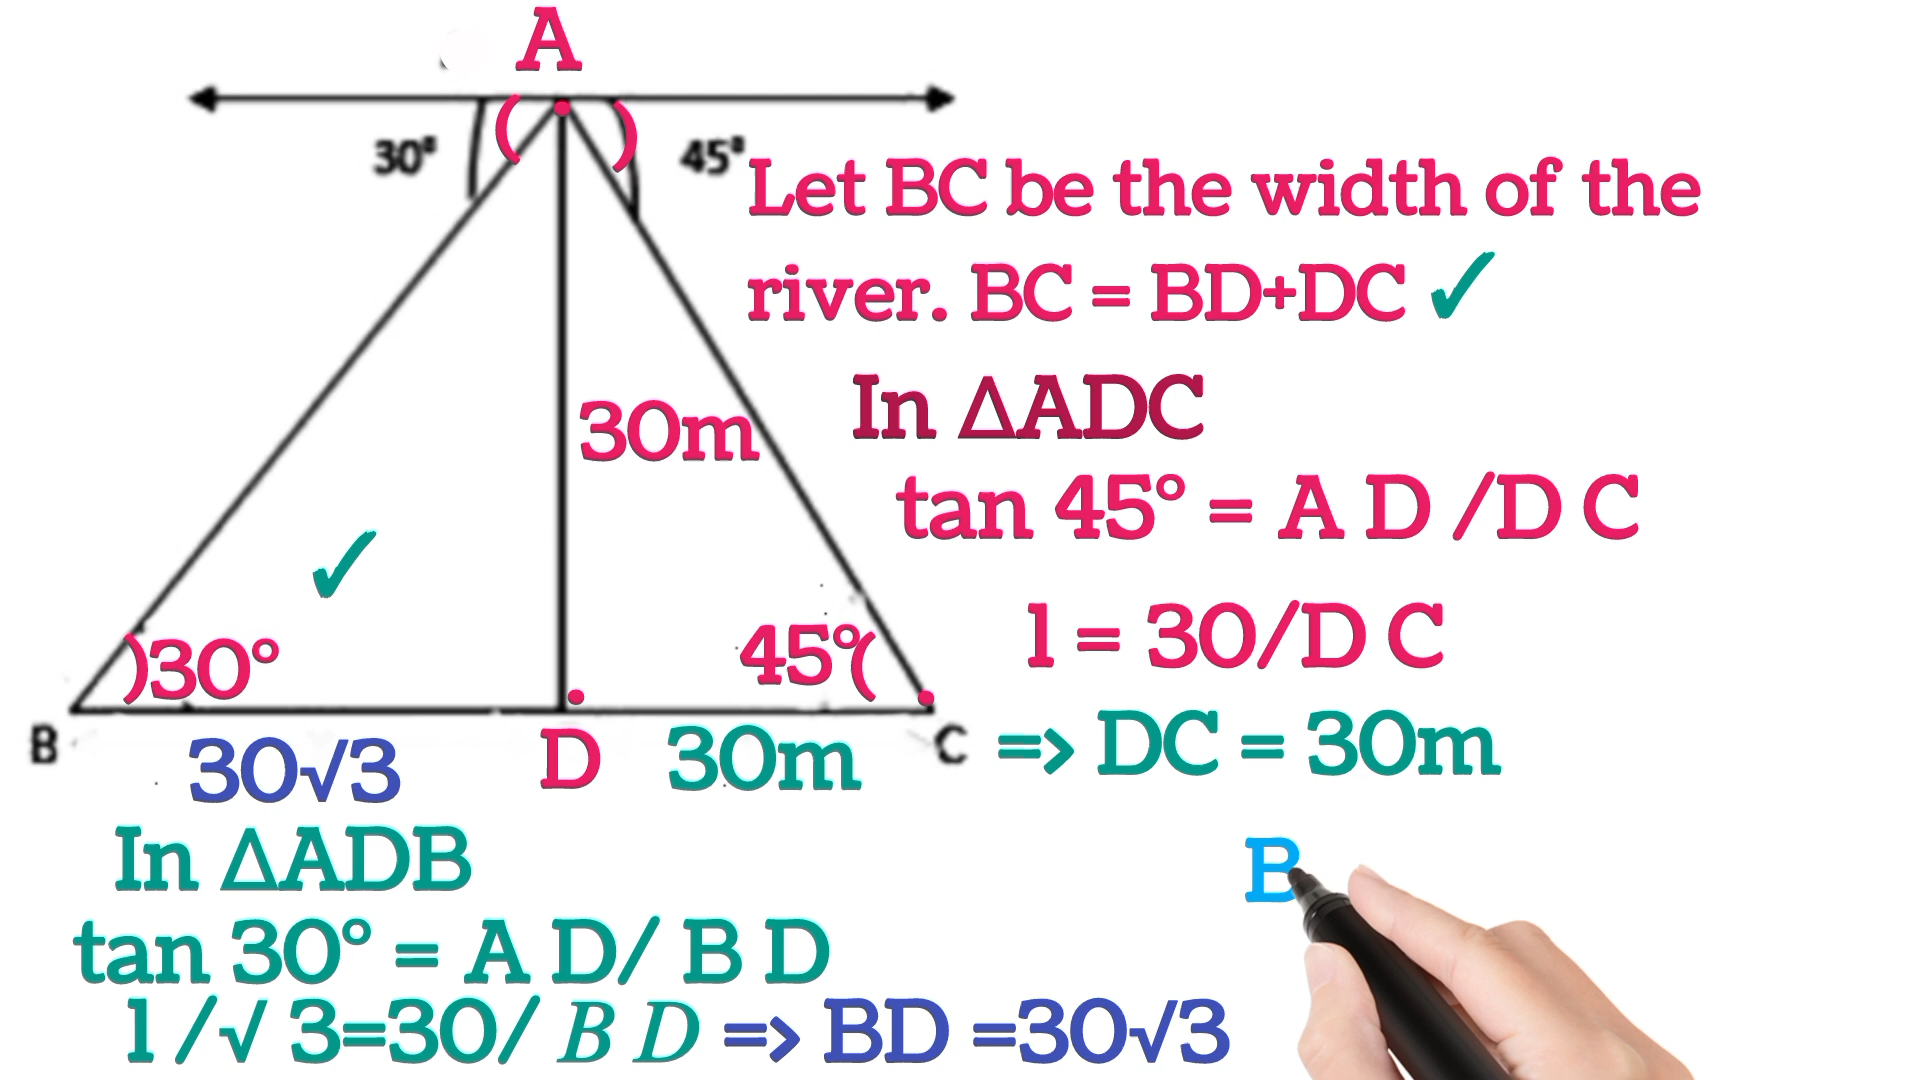 A
30°
45°
Let BC be the width of the
river. BC = BD+DC ✓
In ΔADC
30m
tan 45° = A D /D C
✓
1 = 30/D C
)30°
45°(
B
D
C
30√3
30m
=> DC = 30m
In ΔADB
B
tan 30° = A D/ B D
1 /√ 3=30/ B D => BD =30√3